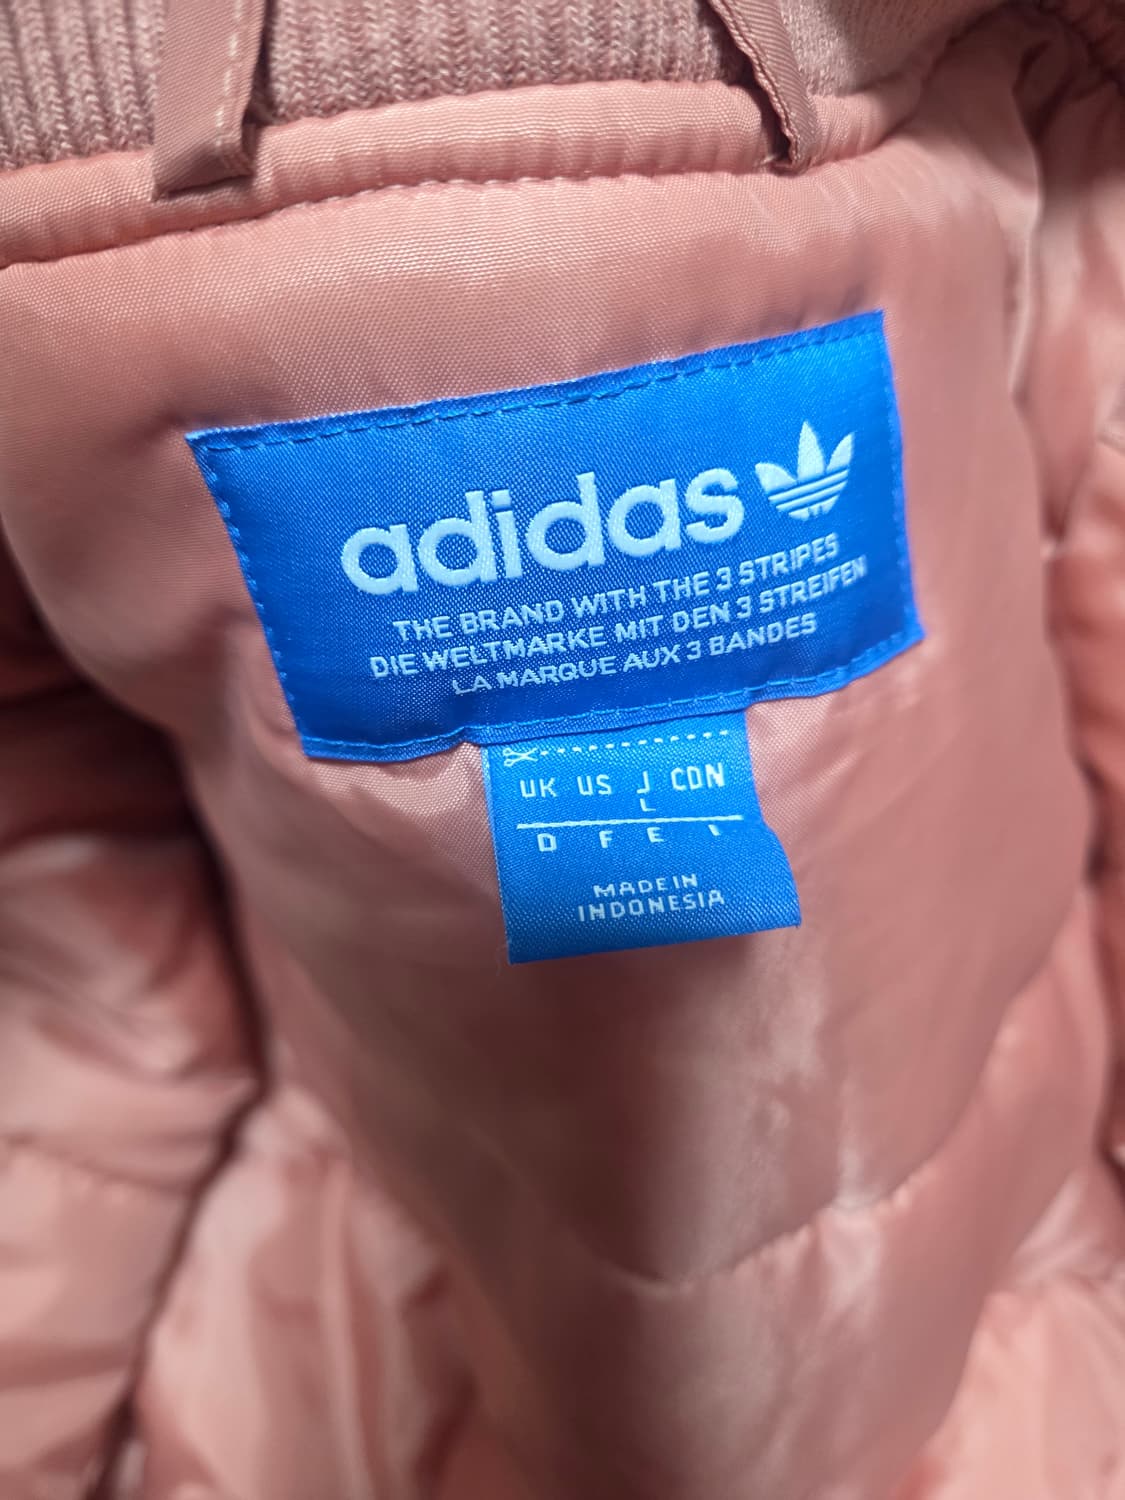 adidas
THE BRAND WITH THE 3 STRIPES
DIE WELTMARKE MIT DEN 3 STREIFEN
LA MARQUE AUX 3 BANDES
UK US J CDN
L
D F E I
MADE IN
INDONESIA